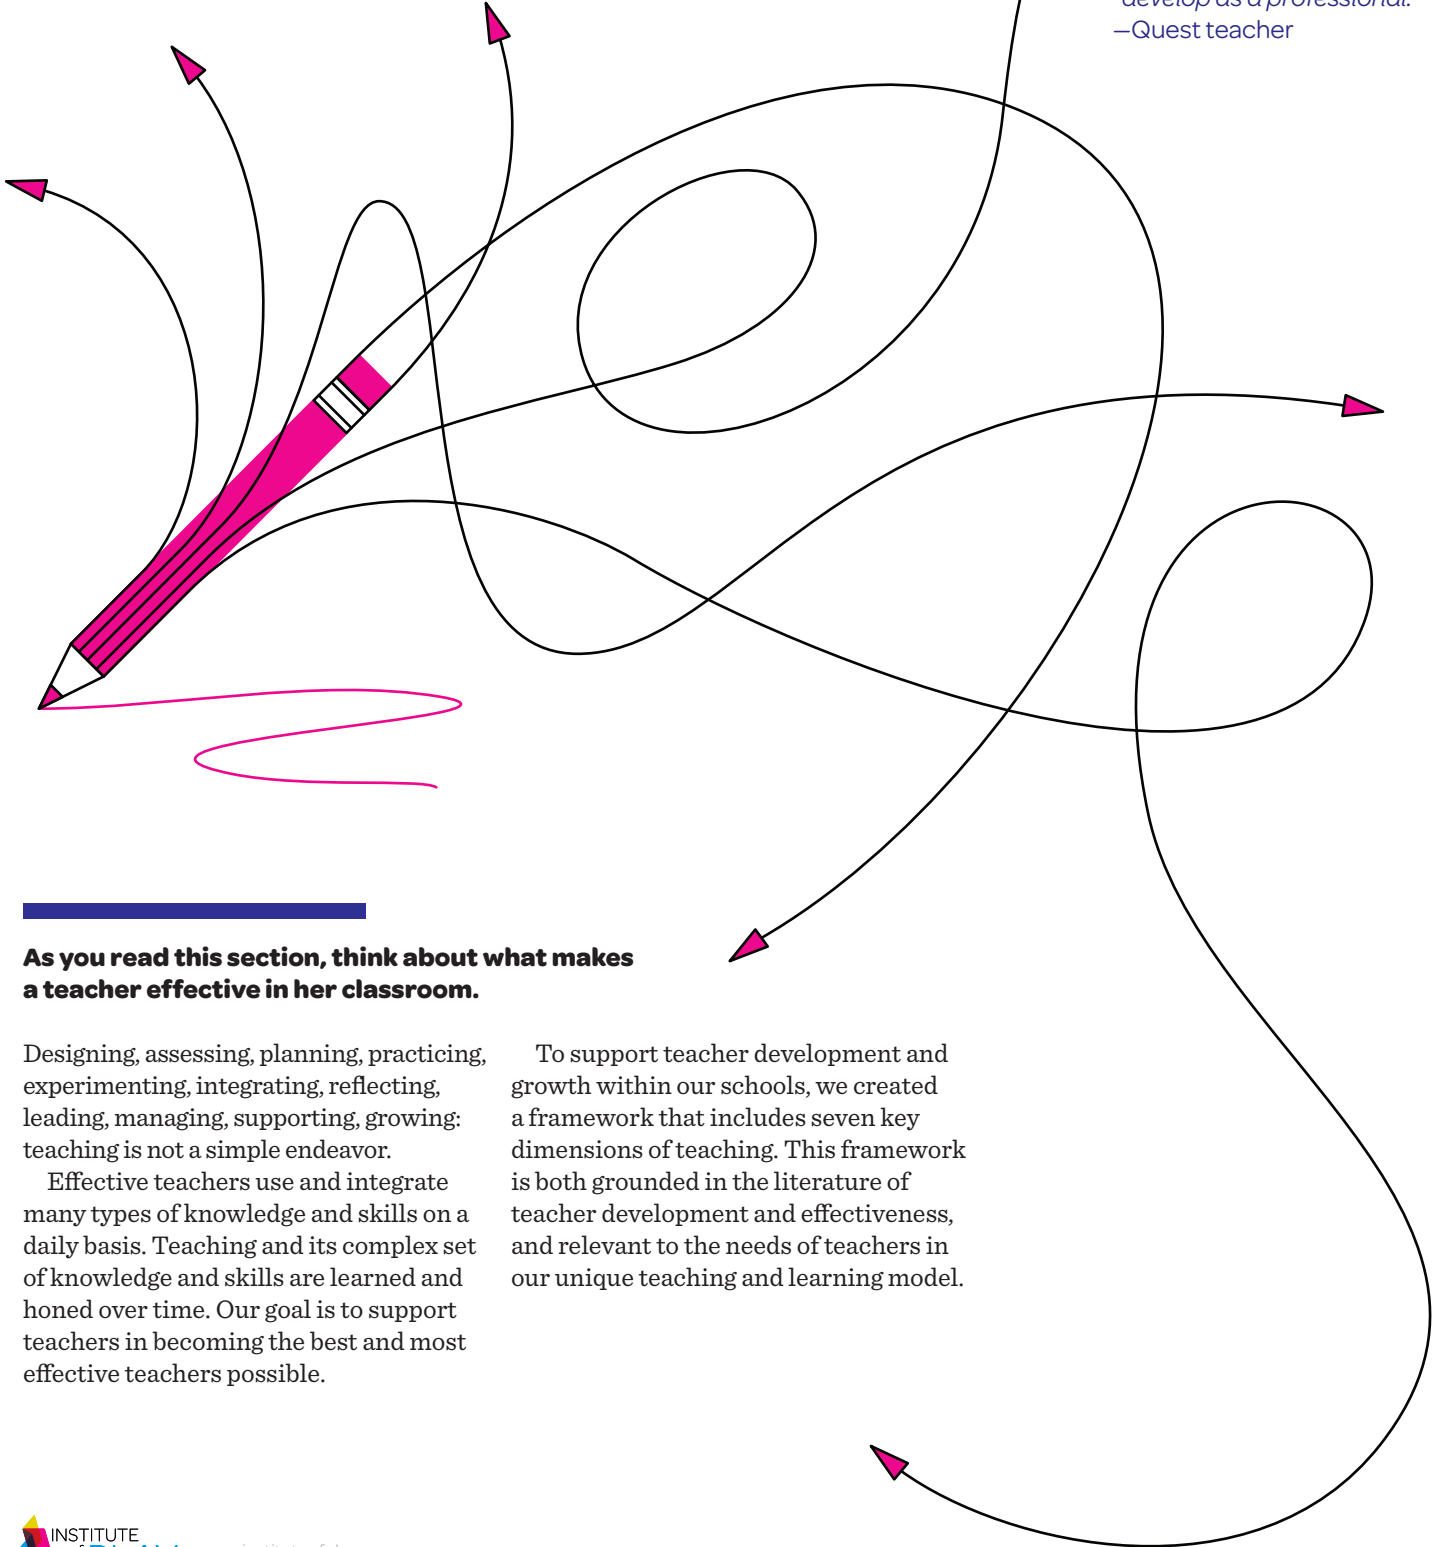 develop as a professional.
—Quest teacher
As you read this section, think about what makes
a teacher effective in her classroom.
Designing, assessing, planning, practicing,
experimenting, integrating, reflecting,
leading, managing, supporting, growing:
teaching is not a simple endeavor.
Effective teachers use and integrate
many types of knowledge and skills on a
daily basis. Teaching and its complex set
of knowledge and skills are learned and
honed over time. Our goal is to support
teachers in becoming the best and most
effective teachers possible.
To support teacher development and
growth within our schools, we created
a framework that includes seven key
dimensions of teaching. This framework
is both grounded in the literature of
teacher development and effectiveness,
and relevant to the needs of teachers in
our unique teaching and learning model.
INSTITUTE